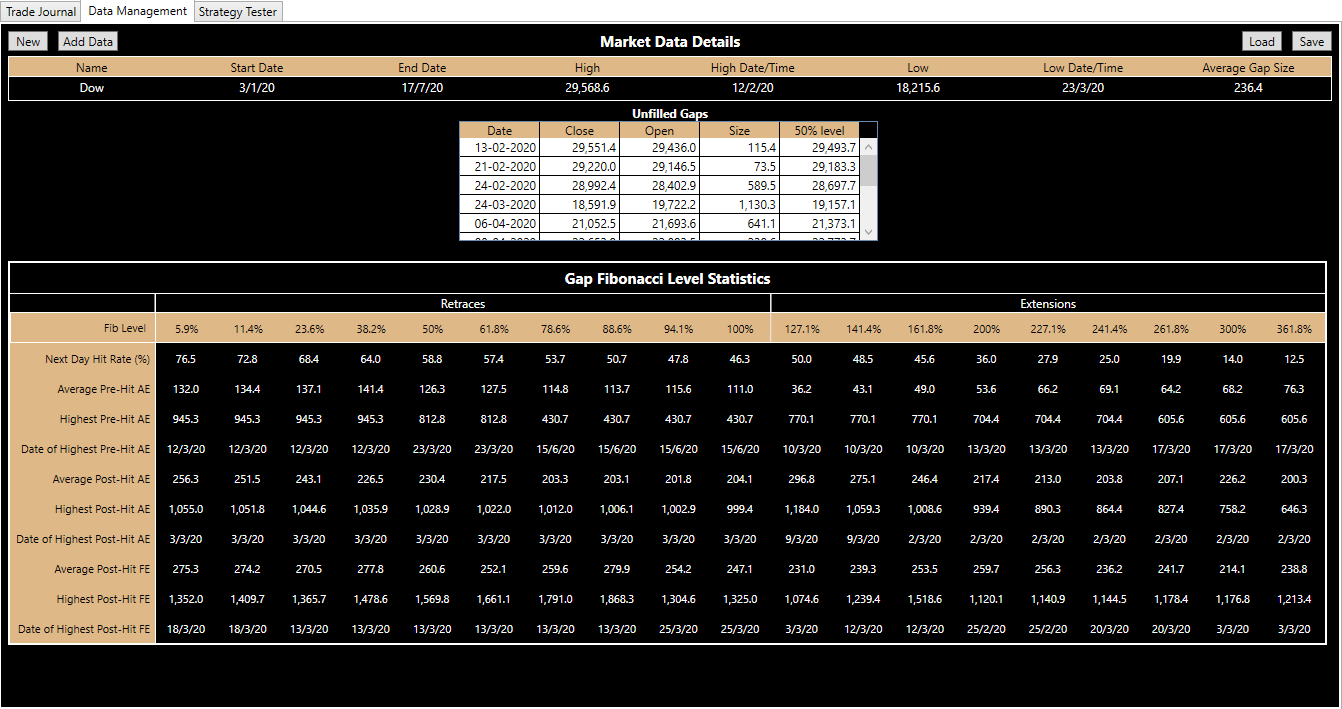 Trade Journal Data Management Strategy Tester
New Add Data Market Data Details Load Save
Name Start Date End Date High High Date/Time Low Low Date/Time Average Gap Size
Dow 3/1/20 17/7/20 29,568.6 12/2/20 18,215.6 23/3/20 236.4
Unfilled Gaps
Date Close Open Size 50% level
13-02-2020 29,551.4 29,436.0 115.4 29,493.7
21-02-2020 29,220.0 29,146.5 73.5 29,183.3
24-02-2020 28,992.4 28,402.9 589.5 28,697.7
24-03-2020 18,591.9 19,722.2 1,130.3 19,157.1
06-04-2020 21,052.5 21,693.6 641.1 21,373.1
Gap Fibonacci Level Statistics
Retraces Extensions
Fib Level 5.9% 11.4% 23.6% 38.2% 50% 61.8% 78.6% 88.6% 94.1% 100% 127.1% 141.4% 161.8% 200% 227.1% 241.4% 261.8% 300% 361.8%
Next Day Hit Rate (%) 76.5 72.8 68.4 64.0 58.8 57.4 53.7 50.7 47.8 46.3 50.0 48.5 45.6 36.0 27.9 25.0 19.9 14.0 12.5
Average Pre-Hit AE 132.0 134.4 137.1 141.4 126.3 127.5 114.8 113.7 115.6 111.0 36.2 43.1 49.0 53.6 66.2 69.1 64.2 68.2 76.3
Highest Pre-Hit AE 945.3 945.3 945.3 945.3 812.8 812.8 430.7 430.7 430.7 430.7 770.1 770.1 770.1 704.4 704.4 704.4 605.6 605.6 605.6
Date of Highest Pre-Hit AE 12/3/20 12/3/20 12/3/20 12/3/20 23/3/20 23/3/20 15/6/20 15/6/20 15/6/20 15/6/20 10/3/20 10/3/20 10/3/20 13/3/20 13/3/20 13/3/20 17/3/20 17/3/20 17/3/20
Average Post-Hit AE 256.3 251.5 243.1 226.5 230.4 217.5 203.3 203.1 201.8 204.1 296.8 275.1 246.4 217.4 213.0 203.8 207.1 226.2 200.3
Highest Post-Hit AE 1,055.0 1,051.8 1,044.6 1,035.9 1,028.9 1,022.0 1,012.0 1,006.1 1,002.9 999.4 1,184.0 1,059.3 1,008.6 939.4 890.3 864.4 827.4 758.2 646.3
Date of Highest Post-Hit AE 3/3/20 3/3/20 3/3/20 3/3/20 3/3/20 3/3/20 3/3/20 3/3/20 3/3/20 3/3/20 9/3/20 9/3/20 2/3/20 2/3/20 2/3/20 2/3/20 2/3/20 2/3/20 2/3/20
Average Post-Hit FE 275.3 274.2 270.5 277.8 260.6 252.1 259.6 279.9 254.2 247.1 231.0 239.3 253.5 259.7 256.3 236.2 241.7 214.1 238.8
Highest Post-Hit FE 1,352.0 1,409.7 1,365.7 1,478.6 1,569.8 1,661.1 1,791.0 1,868.3 1,304.6 1,325.0 1,074.6 1,239.4 1,518.6 1,120.1 1,140.9 1,144.5 1,178.4 1,176.8 1,213.4
Date of Highest Post-Hit FE 18/3/20 18/3/20 13/3/20 13/3/20 13/3/20 13/3/20 13/3/20 13/3/20 25/3/20 25/3/20 3/3/20 12/3/20 12/3/20 25/2/20 25/2/20 20/3/20 20/3/20 3/3/20 3/3/20